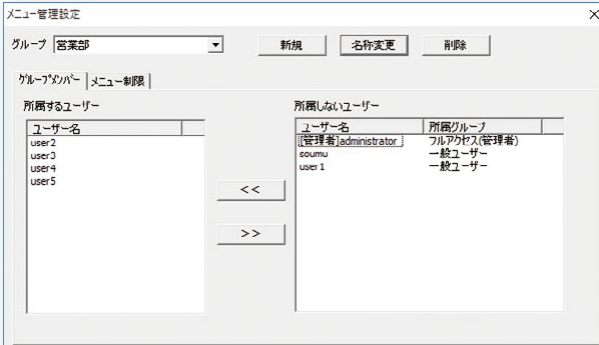 メニュー管理設定
グループ 営業部 新規 名称変更 削除
グループメンバー メニュー制限
所属するユーザー 所属しないユーザー
ユーザー名
user2
user3
user4
user5
<<
>>
ユーザー名 所属グループ
[管理者]administrator フルアクセス(管理者)
soumu 一般ユーザー
user1 一般ユーザー